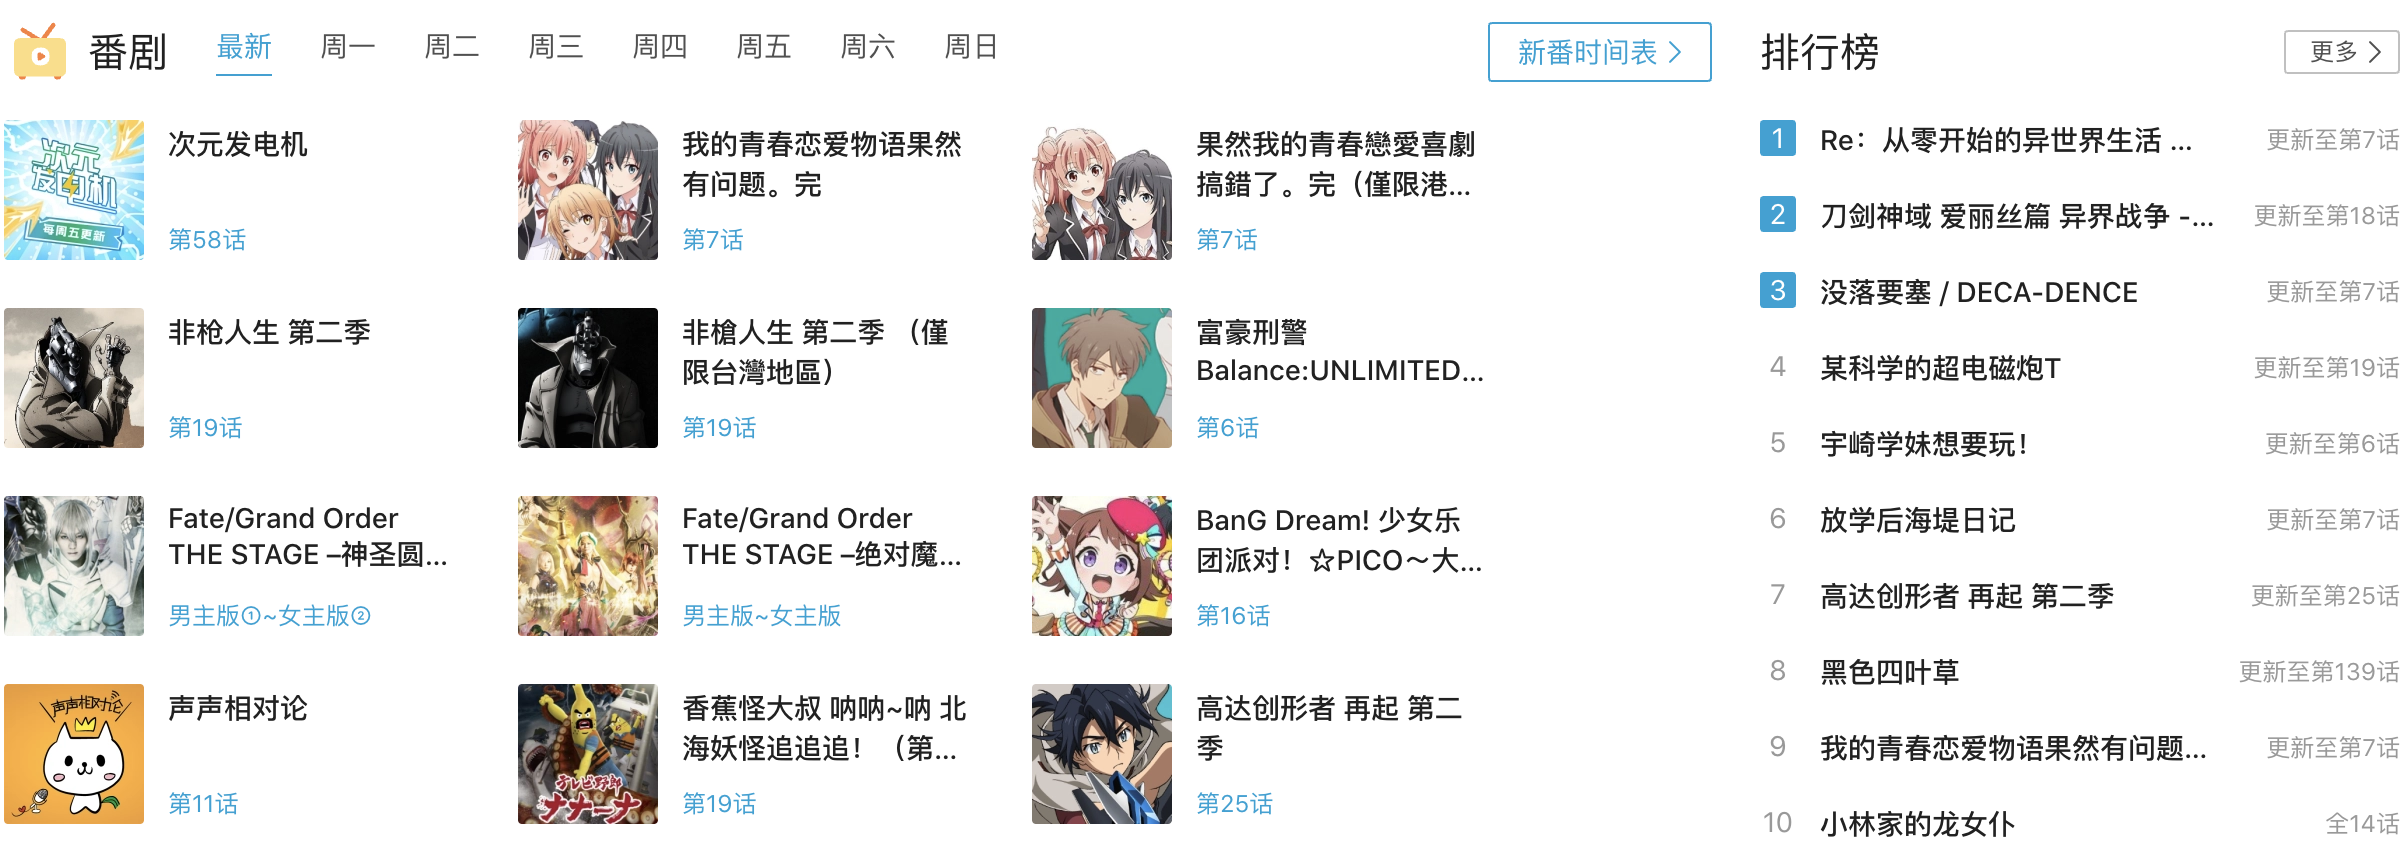 番剧
最新 周一 周二 周三 周四 周五 周六 周日
新番时间表 >
次元发电机
每周五更新
次元发电机
第58话
我的青春恋爱物语果然
有问题。完
第7话
果然我的青春戀愛喜劇
搞錯了。完（僅限港...
第7话
非枪人生 第二季
第19话
非槍人生 第二季 （僅
限台灣地區）
第19话
富豪刑警
Balance:UNLIMITED...
第6话
Fate/Grand Order
THE STAGE –神圣圆...
男主版①~女主版②
Fate/Grand Order
THE STAGE –绝对魔...
男主版~女主版
BanG Dream! 少女乐
团派对！☆PICO～大...
第16话
声声相对论
声声相对论
第11话
テレビ野郎
ナナーナ
香蕉怪大叔 呐呐~呐 北
海妖怪追追追！（第...
第19话
高达创形者 再起 第二
季
第25话
排行榜
更多 >
1 Re：从零开始的异世界生活 ... 更新至第7话
2 刀剑神域 爱丽丝篇 异界战争 -... 更新至第18话
3 没落要塞 / DECA-DENCE 更新至第7话
4 某科学的超电磁炮T 更新至第19话
5 宇崎学妹想要玩！ 更新至第6话
6 放学后海堤日记 更新至第7话
7 高达创形者 再起 第二季 更新至第25话
8 黑色四叶草 更新至第139话
9 我的青春恋爱物语果然有问题... 更新至第7话
10 小林家的龙女仆 全14话